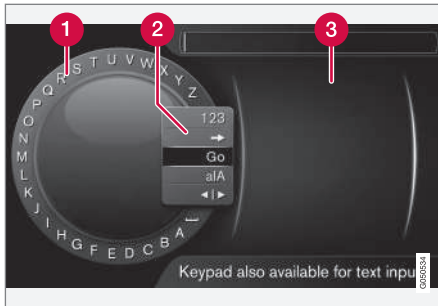 1
2
3
A B C D E F G H I J K L M N O P Q R S T U V W X Y Z
123
➞
Go
a|A
◄|►
Keypad also available for text inpu
G050534